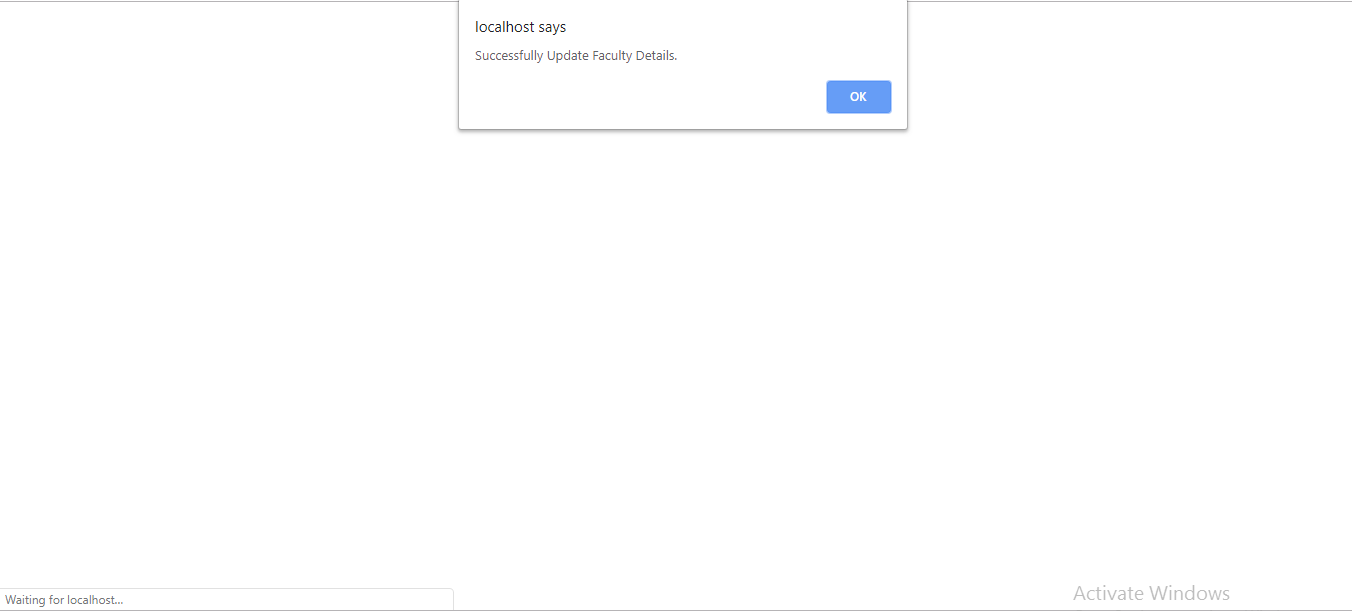 localhost says
Successfully Update Faculty Details.
OK
Waiting for localhost...
Activate Windows